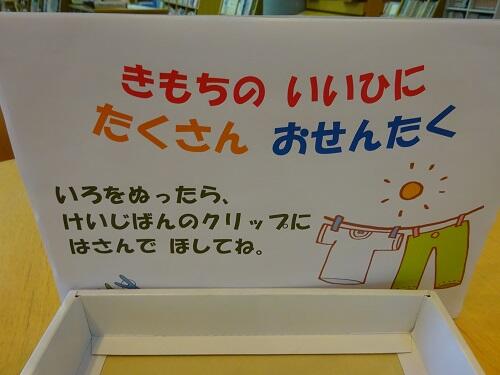 きもちの いいひに
たくさん おせんたく
いろをぬったら、
けいじばんのクリップに
はさんで ほしてね。